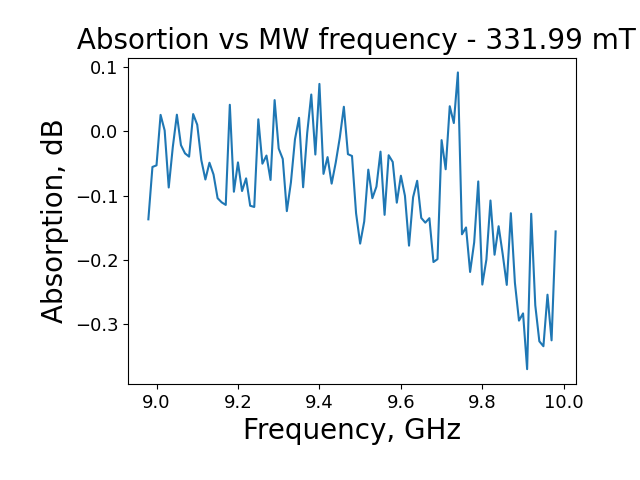 Absortion vs MW frequency - 331.99 mT
Absorption, dB
0.1
0.0
−0.1
−0.2
−0.3
9.0 9.2 9.4 9.6 9.8 10.0
Frequency, GHz